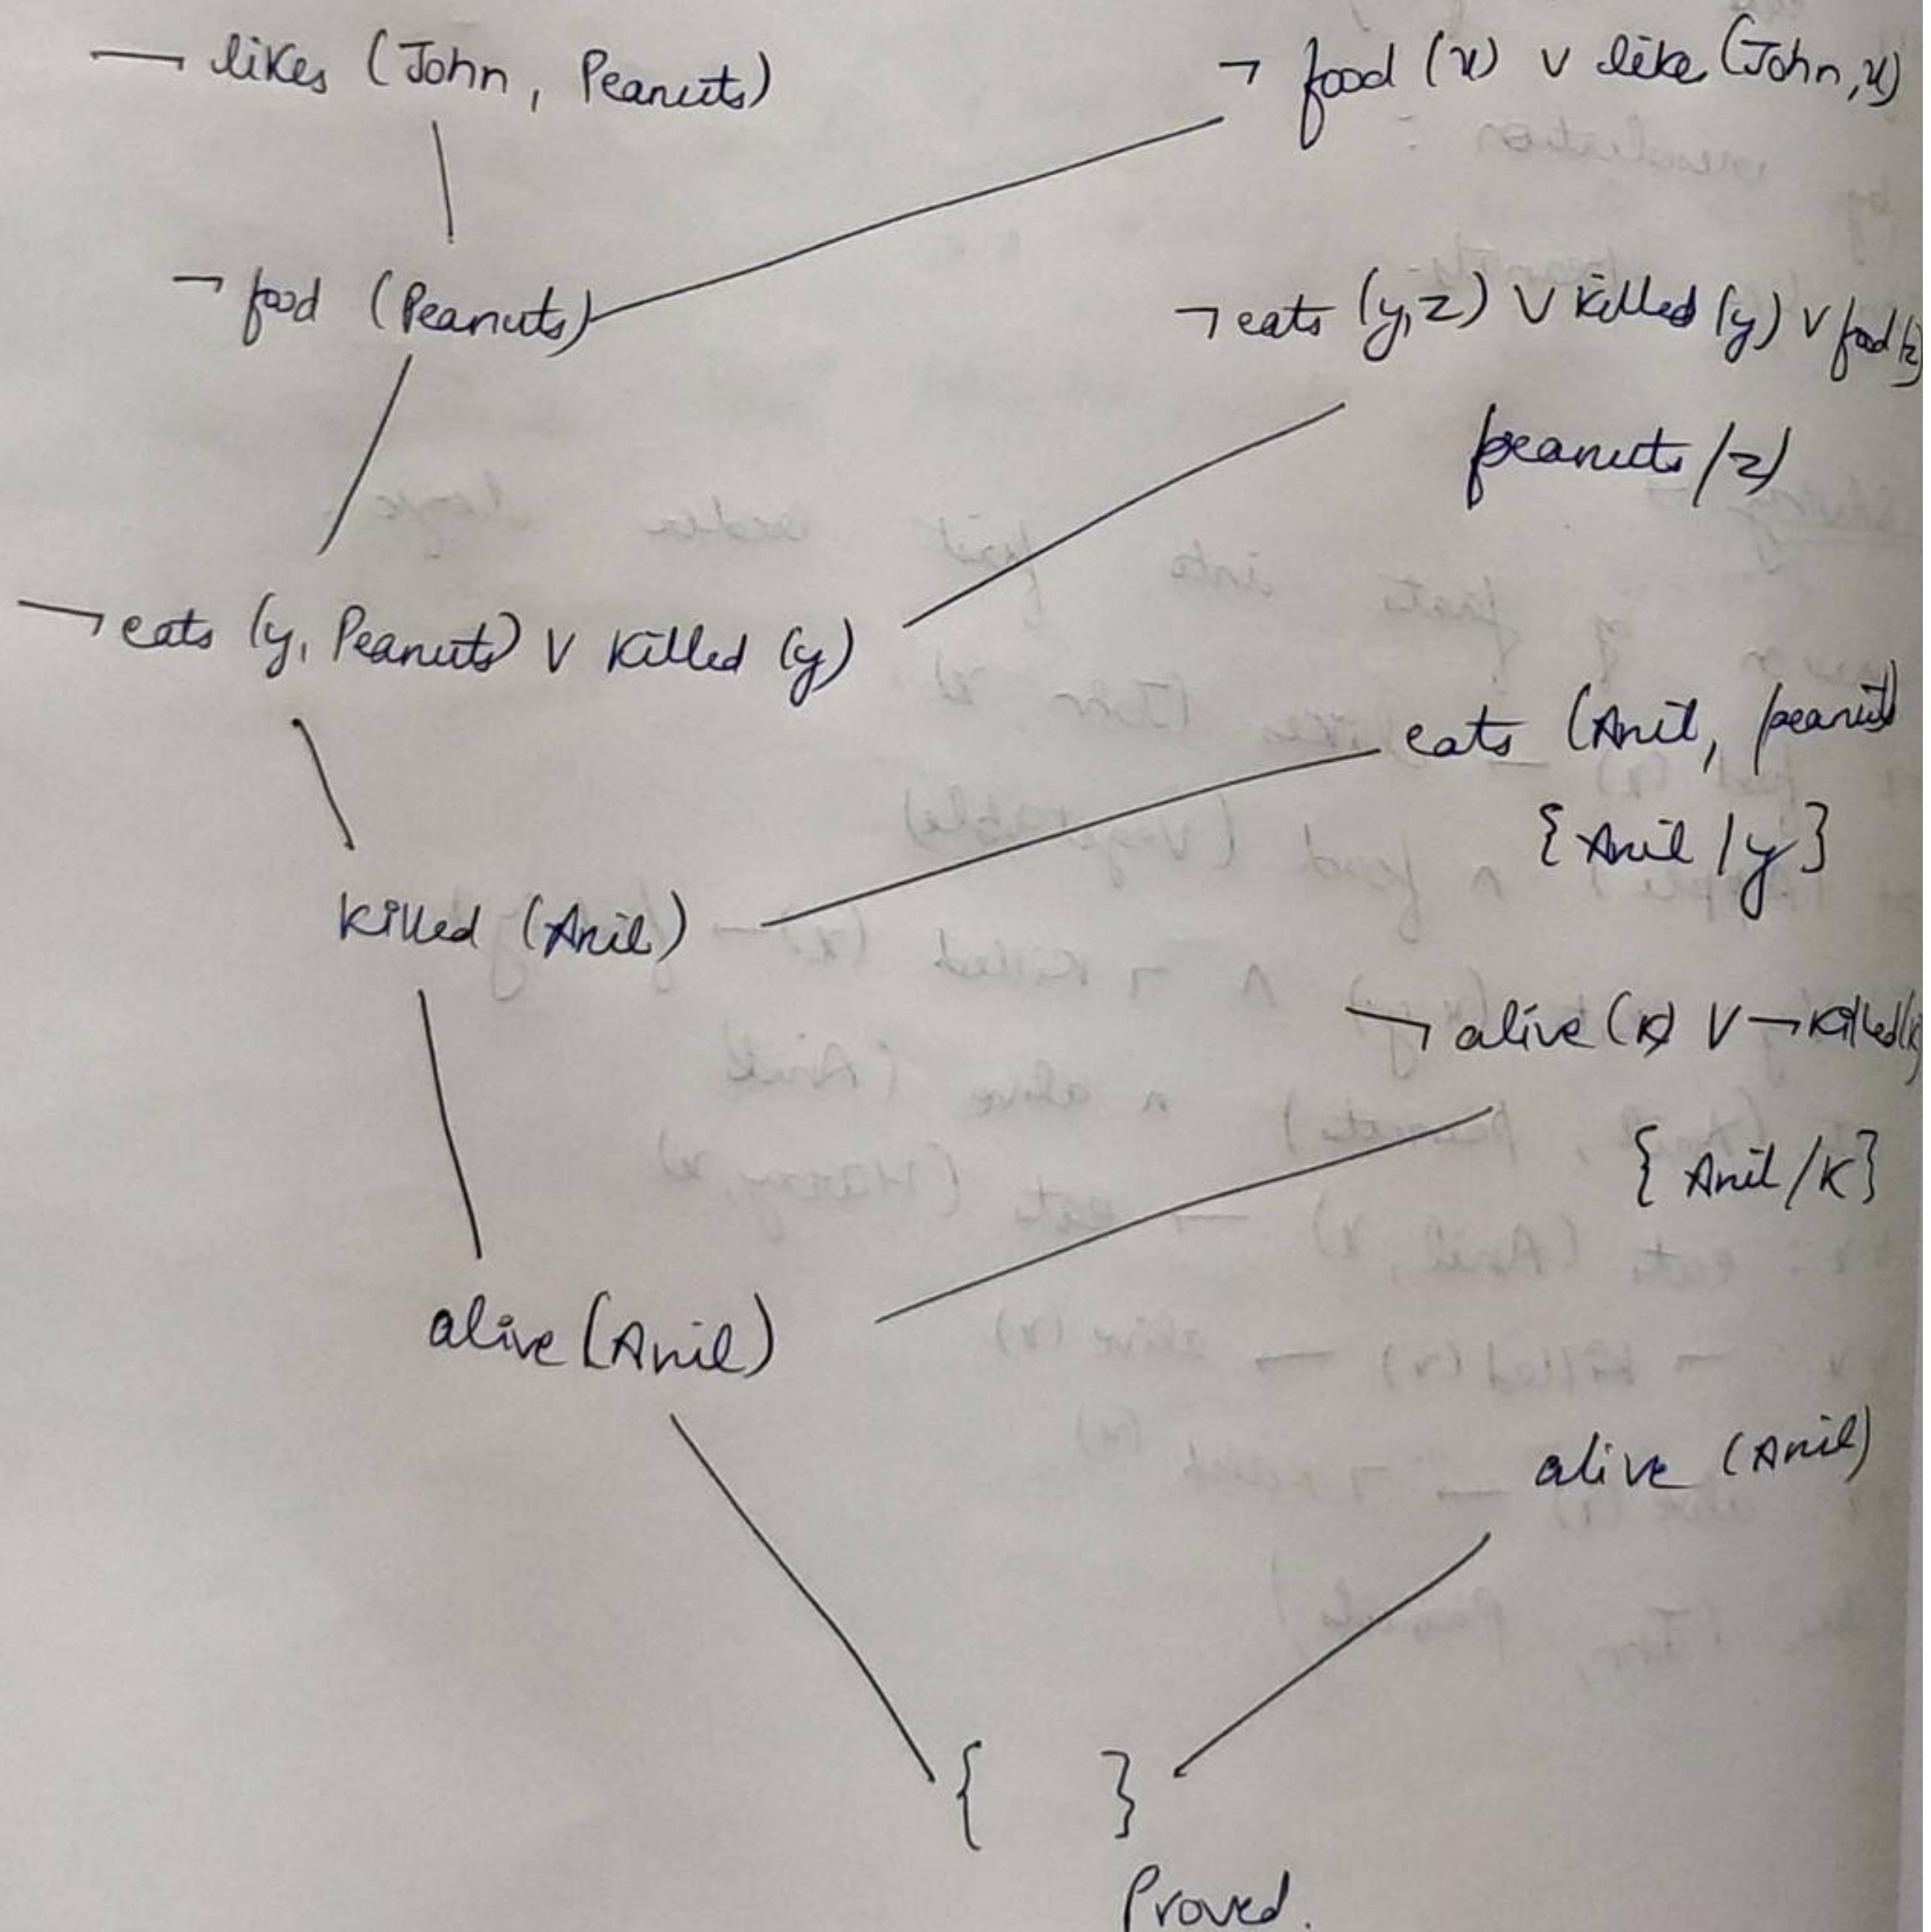 ¬ likes (John, Peanuts)
¬ food (x) ∨ like (John, x)
¬ food (Peanuts)
¬ eats (y, z) ∨ killed (y) ∨ food (z)
peanuts / z}
¬ eats (y, Peanuts) ∨ killed (y)
eats (Anil, peanuts)
{ Anil / y }
killed (Anil)
¬ alive (k) ∨ ¬ killed (k)
{ Anil / k }
alive (Anil)
alive (Anil)
{ }
Proved.